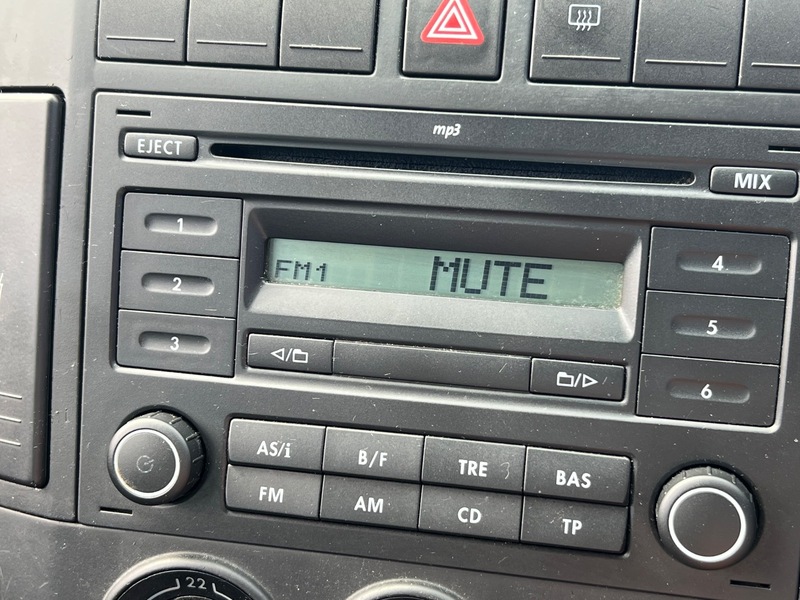 mp3
EJECT
MIX
1
2
3
FM1 MUTE
4
5
6
AS/i B/F TRE BAS
FM AM CD TP
22